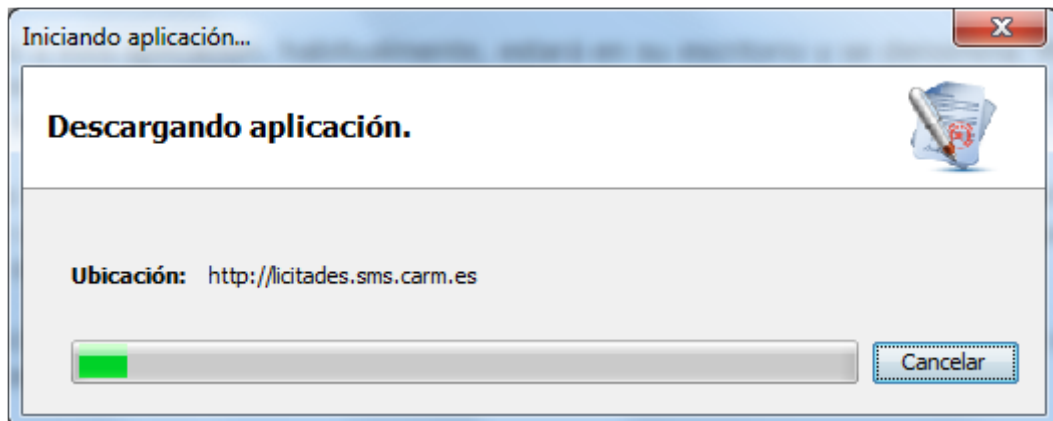 Iniciando aplicación...
Descargando aplicación.
Ubicación: http://licitades.sms.carm.es
Cancelar